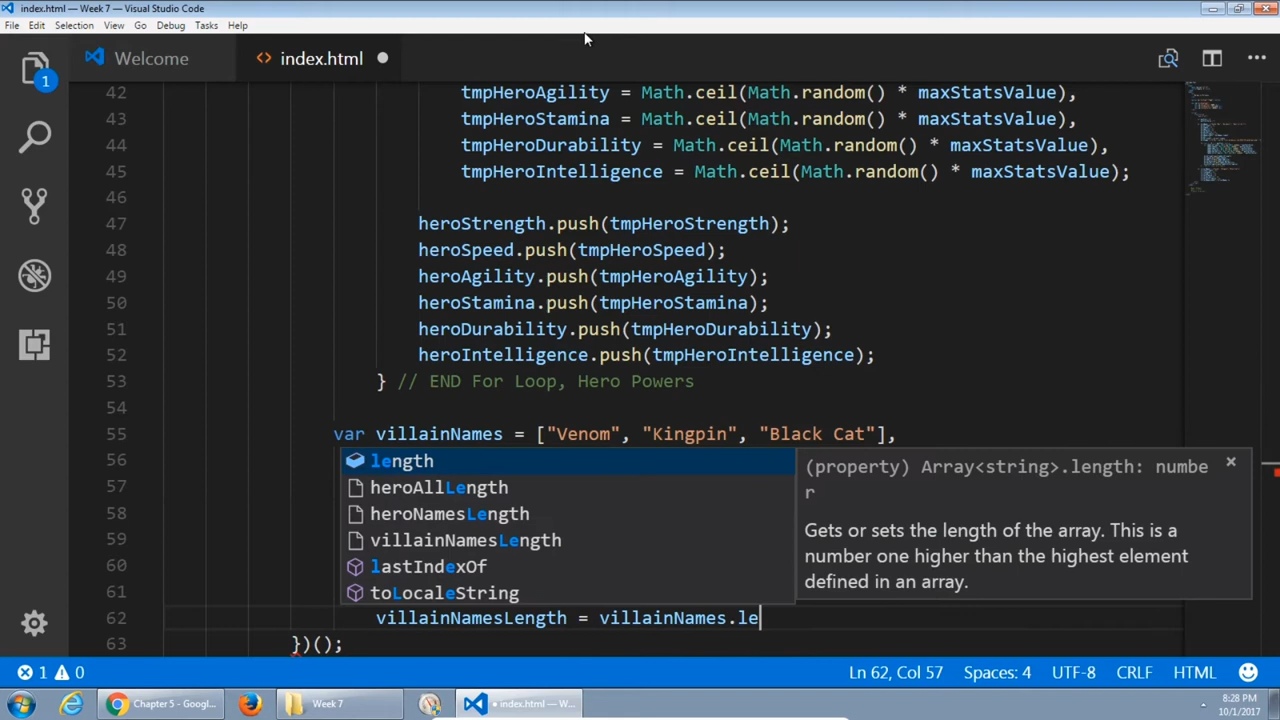 index.html — Week 7 - Visual Studio Code
File Edit Selection View Go Debug Tasks Help
1 Welcome <> index.html
42 tmpHeroAgility = Math.ceil(Math.random() * maxStatsValue),
43 tmpHeroStamina = Math.ceil(Math.random() * maxStatsValue),
44 tmpHeroDurability = Math.ceil(Math.random() * maxStatsValue),
45 tmpHeroIntelligence = Math.ceil(Math.random() * maxStatsValue);
46
47 heroStrength.push(tmpHeroStrength);
48 heroSpeed.push(tmpHeroSpeed);
49 heroAgility.push(tmpHeroAgility);
50 heroStamina.push(tmpHeroStamina);
51 heroDurability.push(tmpHeroDurability);
52 heroIntelligence.push(tmpHeroIntelligence);
53 } // END For Loop, Hero Powers
54
55 var villainNames = ["Venom", "Kingpin", "Black Cat"],
56 length (property) Array<string>.length: numbe
57 heroAllLength r
58 heroNamesLength Gets or sets the length of the array. This is a
59 villainNamesLength number one higher than the highest element
60 lastIndexOf defined in an array.
61 toLocaleString
62 villainNamesLength = villainNames.le
63 })();
1 0 Ln 62, Col 57 Spaces: 4 UTF-8 CRLF HTML
Chapter 5 - Googl... Week 7 • index.html — W... 8:28 PM
10/1/2017